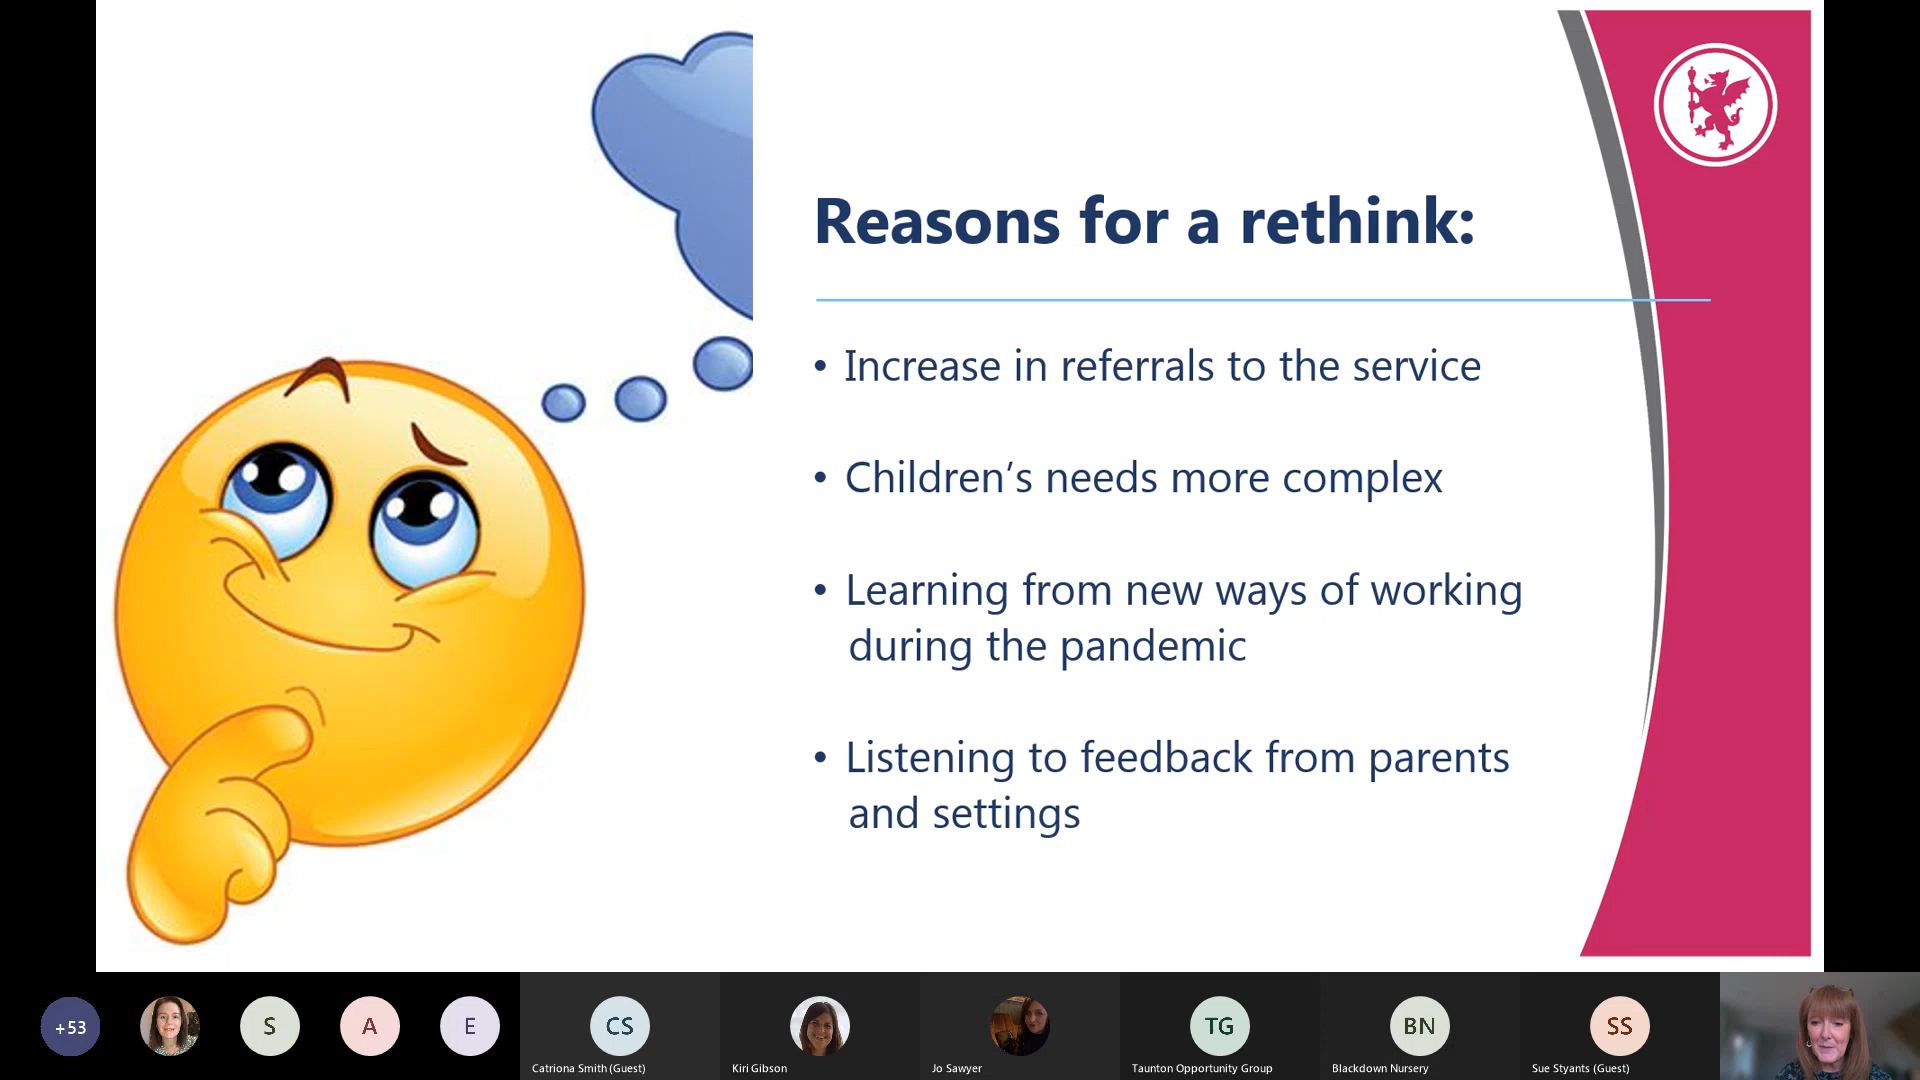 Reasons for a rethink:
• Increase in referrals to the service
• Children’s needs more complex
• Learning from new ways of working
during the pandemic
• Listening to feedback from parents
and settings
+53
S
A
E
CS
TG
BN
SS
Catriona Smith (Guest)
Kiri Gibson
Jo Sawyer
Taunton Opportunity Group
Blackdown Nursery
Sue Styants (Guest)